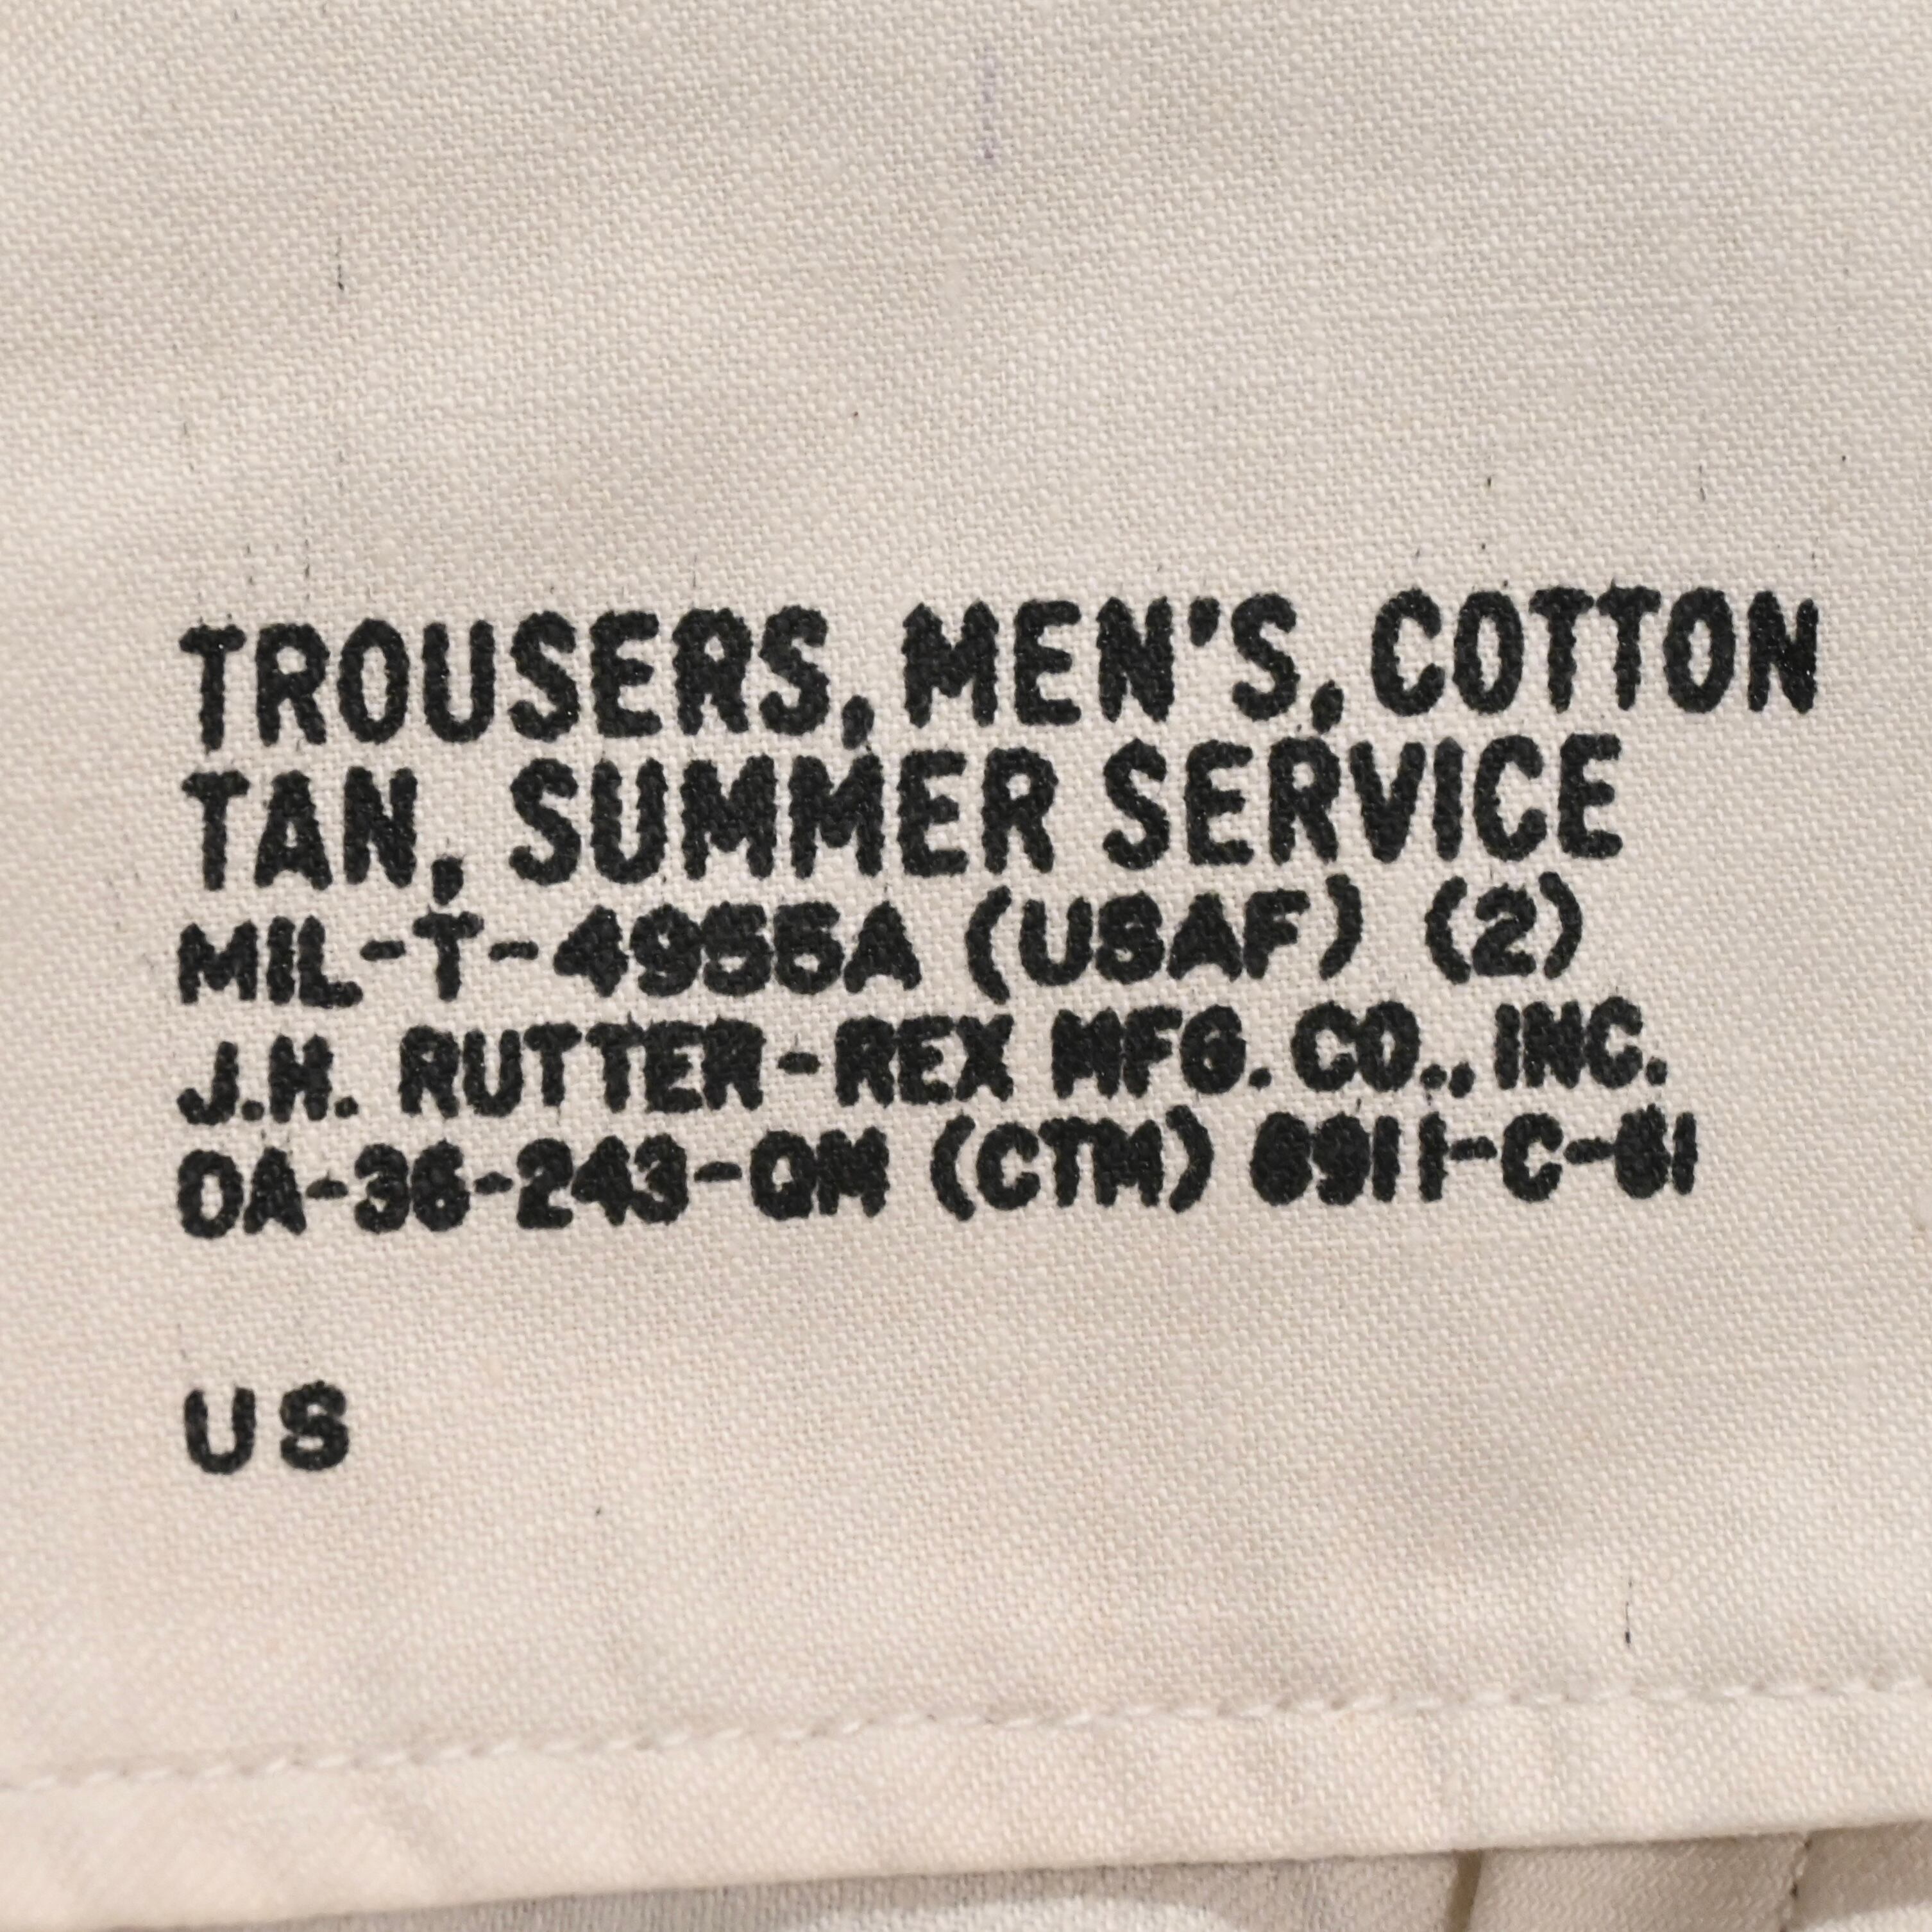 TROUSERS, MEN'S, COTTON
TAN, SUMMER SERVICE
MIL-T-4955A (USAF) (2)
J.H. RUTTER-REX MFG. CO., INC.
DA-36-243-QM (CTM) 6911-C-61
US